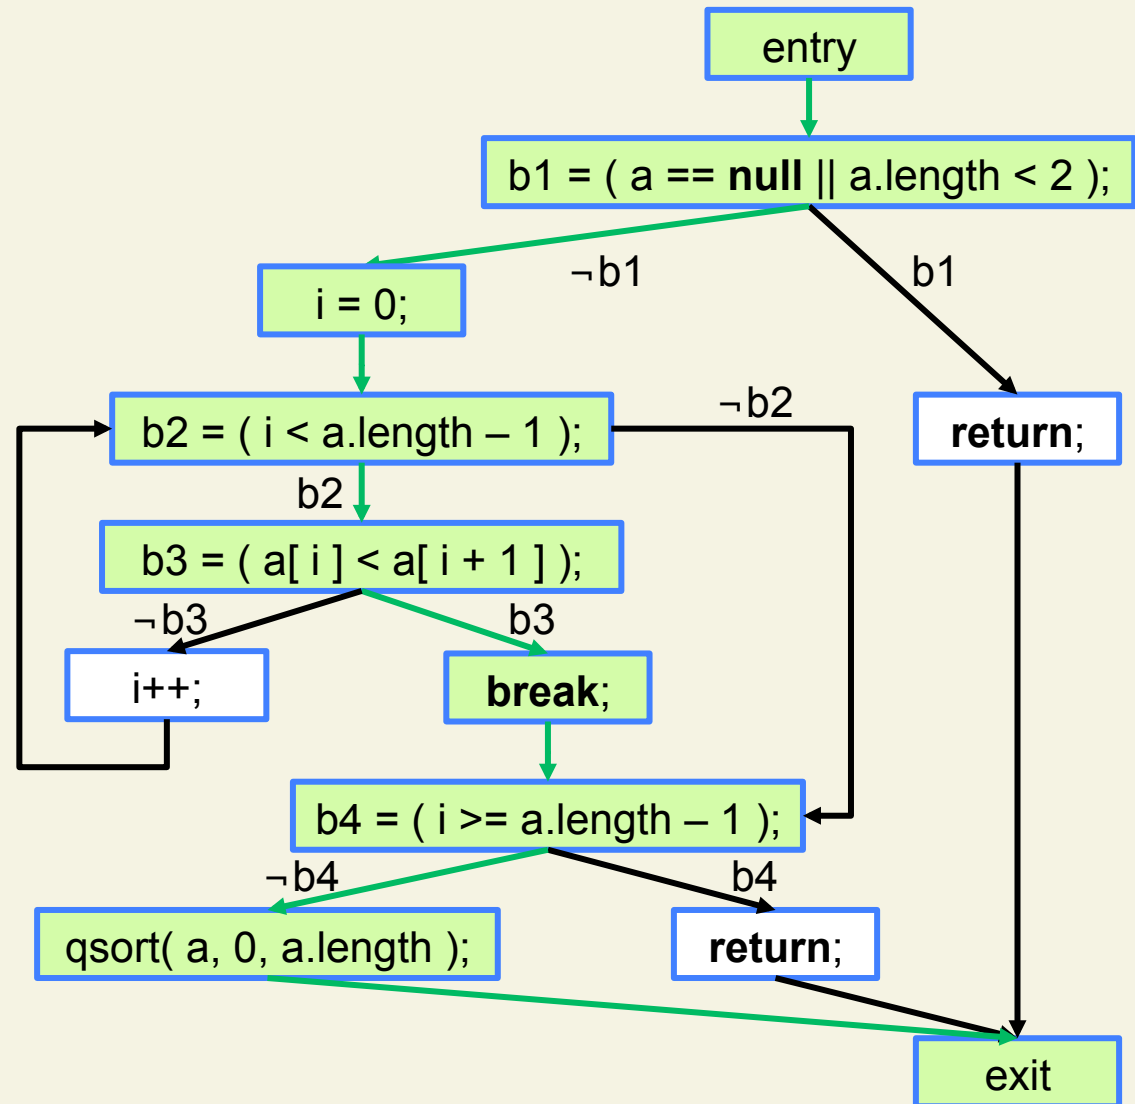 entry
b1 = ( a == null || a.length < 2 );
¬b1
b1
i = 0;
¬b2
b2 = ( i < a.length – 1 );
return;
b2
b3 = ( a[ i ] < a[ i + 1 ] );
¬b3
b3
i++;
break;
b4 = ( i >= a.length – 1 );
¬b4
b4
qsort( a, 0, a.length );
return;
exit